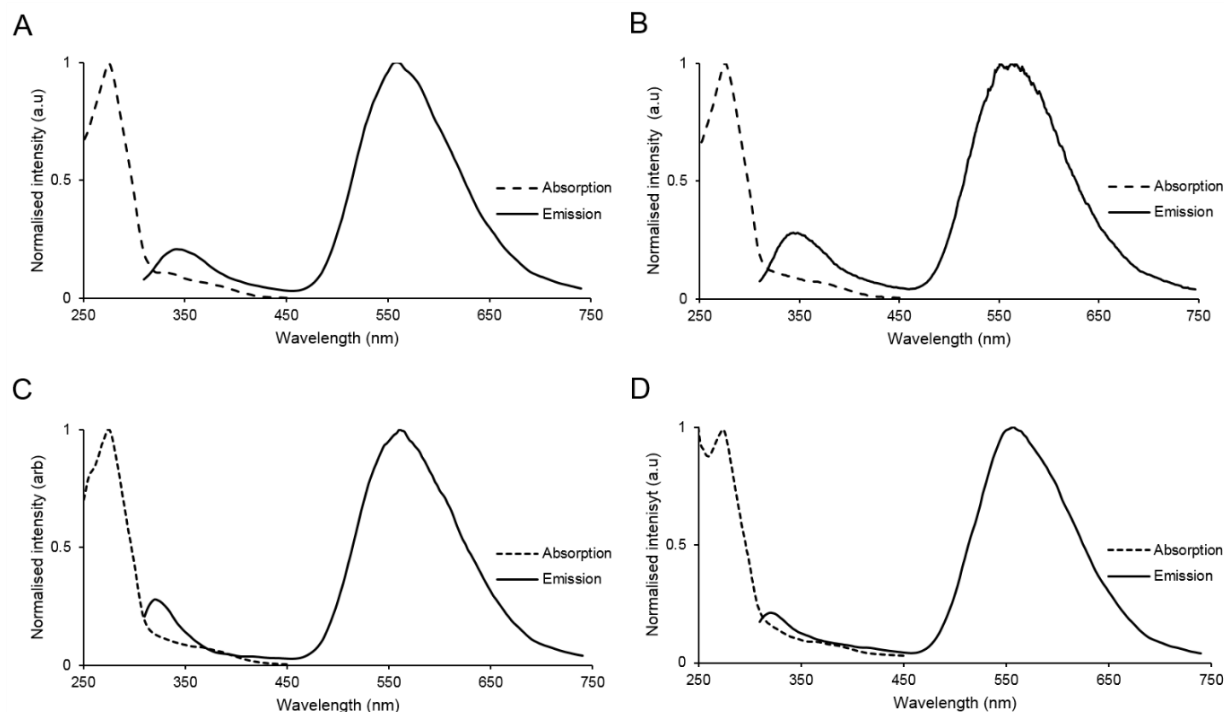 A
Normalised intensity (a.u)
1
0.5
0
250 350 450 550 650 750
Wavelength (nm)
Absorption
Emission
B
Normalised intensity (a.u)
1
0.5
0
250 350 450 550 650 750
Wavelength (nm)
Absorption
Emission
C
Normalised intensity (arb)
1
0.5
0
250 350 450 550 650 750
Wavelength (nm)
Absorption
Emission
D
Normalised intenisyt (a.u)
1
0.5
0
250 350 450 550 650 750
Wavelength (nm)
Absorption
Emission